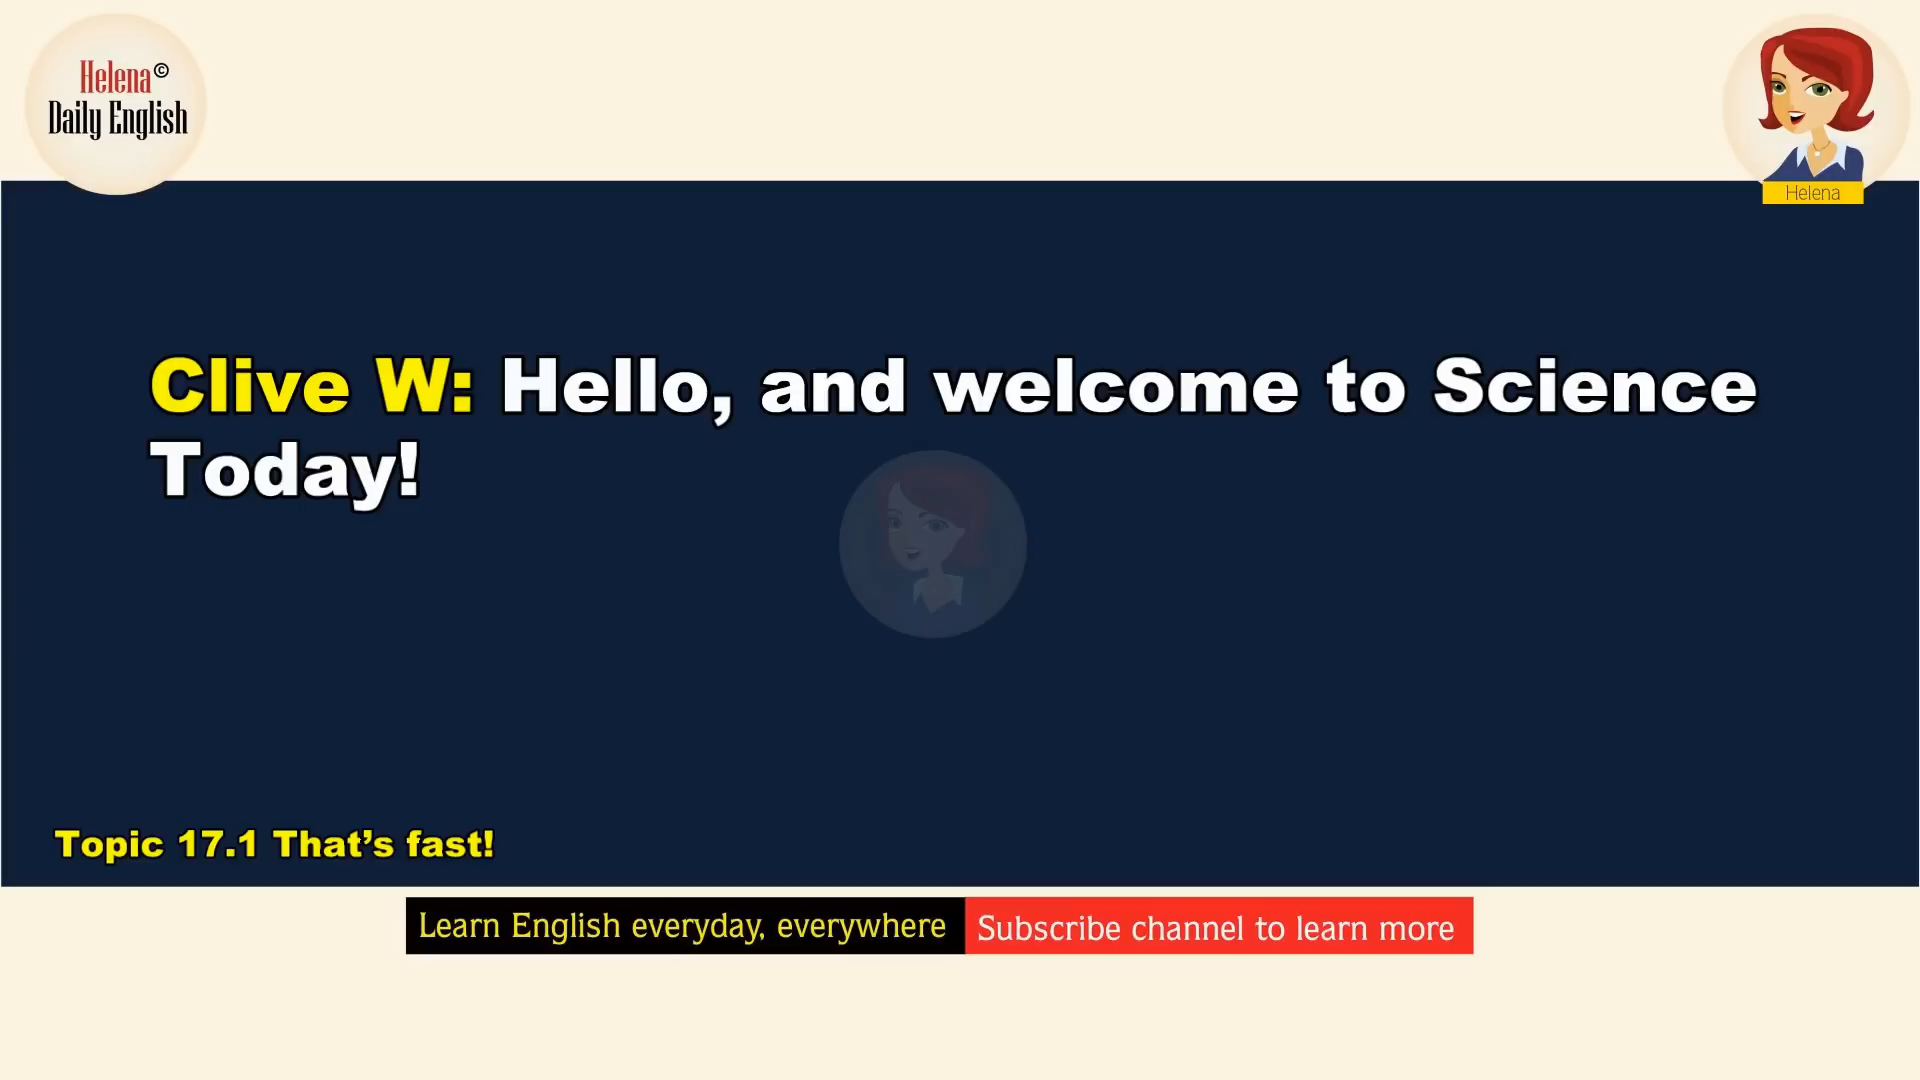 Helena©
Daily English
Helena
Clive W: Hello, and welcome to Science
Today!
Topic 17.1 That’s fast!
Learn English everyday, everywhere
Subscribe channel to learn more